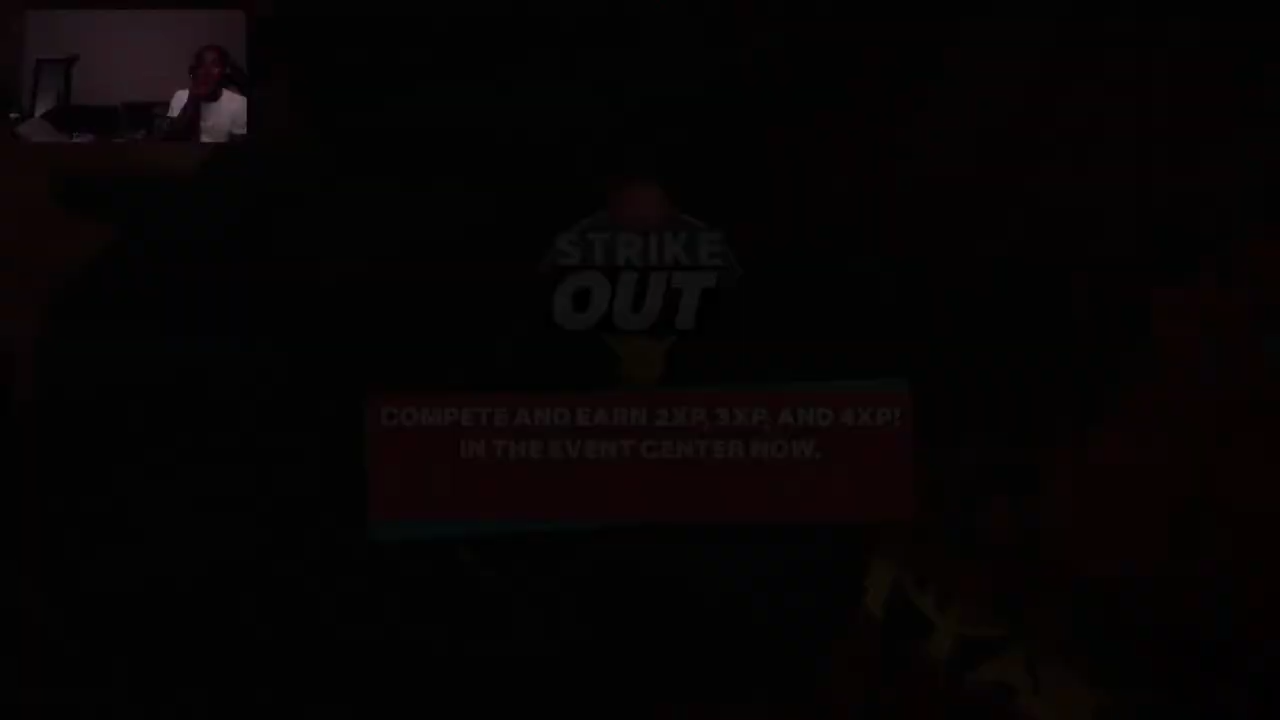 STRIKE
OUT
COMPETE AND EARN 2XP, 3XP, AND 4XP!
IN THE EVENT CENTER NOW.